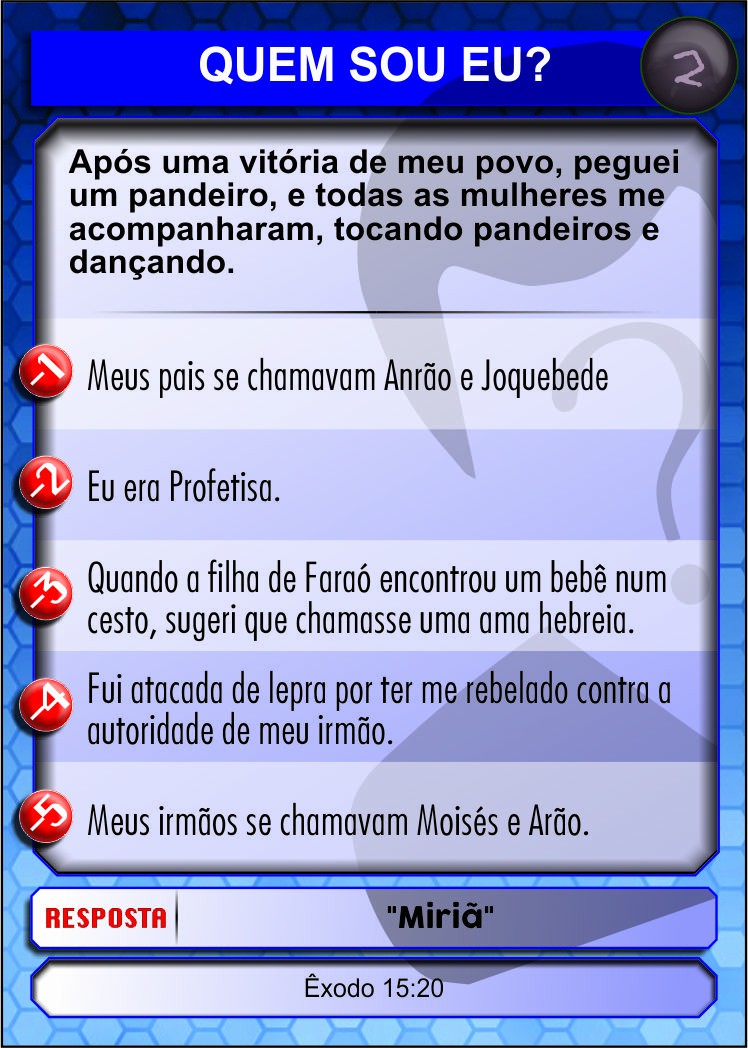 QUEM SOU EU?
2
Após uma vitória de meu povo, peguei
um pandeiro, e todas as mulheres me
acompanharam, tocando pandeiros e
dançando.
1
Meus pais se chamavam Anrão e Joquebede
2
Eu era Profetisa.
3
Quando a filha de Faraó encontrou um bebê num
cesto, sugeri que chamasse uma ama hebreia.
4
Fui atacada de lepra por ter me rebelado contra a
autoridade de meu irmão.
5
Meus irmãos se chamavam Moisés e Arão.
RESPOSTA
"Miriã"
Êxodo 15:20